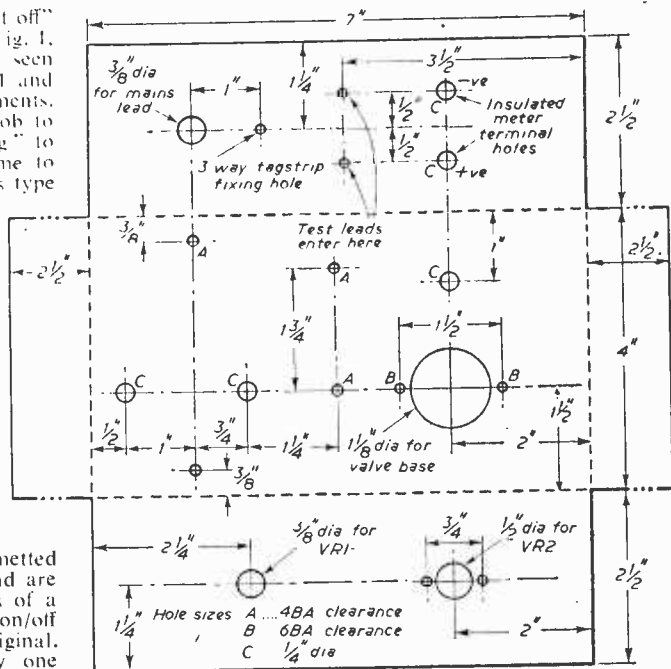 t off"
ig. 1,
seen
and
ments.
ob to
g" to
me to
s type
7"
3/8" dia
for mains
lead
1"
1 1/4"
3 1/2"
-ve
C
1/2"
Insulated
meter
terminal
holes
1/2"
C +ve
2 1/2"
3 way tagstrip
fixing hole
Test leads
enter here
3/8"
A
2 1/2"
A
1"
C
2 1/2"
1 3/4"
1 1/2"
4"
C
C
A
B
B
1/2"
1"
3/4"
1 1/4"
1 1/8" dia for
valve base
2"
1 1/2"
3/8"
2 1/4"
3/8" dia for
VR1
3/4"
1/2" dia for
VR2
2 1/2"
1 1/4"
2"
Hole sizes A ....4BA clearance
B 6BA clearance
C 1/4" dia
metted
nd are
s of a
on/off
iginal.
y one